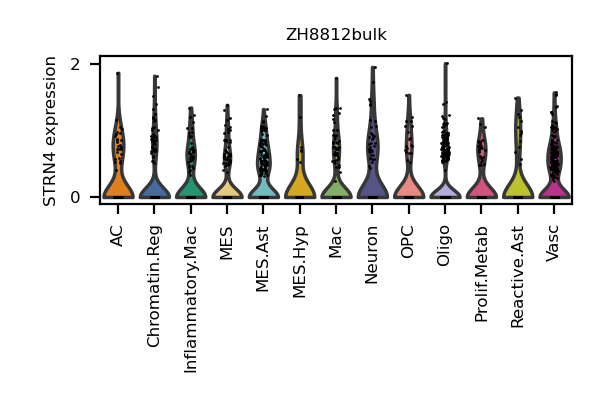 ZH8812bulk
STRN4 expression
2
0
AC
Chromatin.Reg
Inflammatory.Mac
MES
MES.Ast
MES.Hyp
Mac
Neuron
OPC
Oligo
Prolif.Metab
Reactive.Ast
Vasc